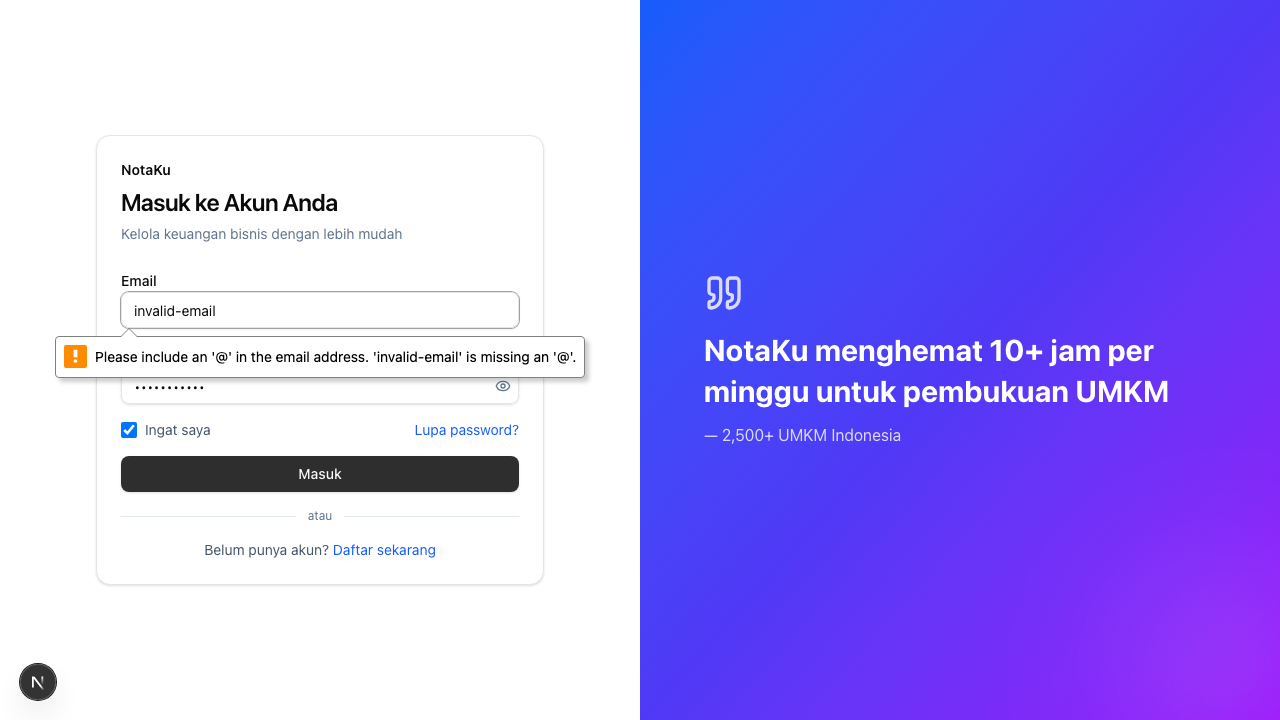 NotaKu
Masuk ke Akun Anda
Kelola keuangan bisnis dengan lebih mudah
Email
invalid-email
Please include an '@' in the email address. 'invalid-email' is missing an '@'.
•••••••••••
Ingat saya
Lupa password?
Masuk
atau
Belum punya akun? Daftar sekarang
N
NotaKu menghemat 10+ jam per
minggu untuk pembukuan UMKM
— 2,500+ UMKM Indonesia